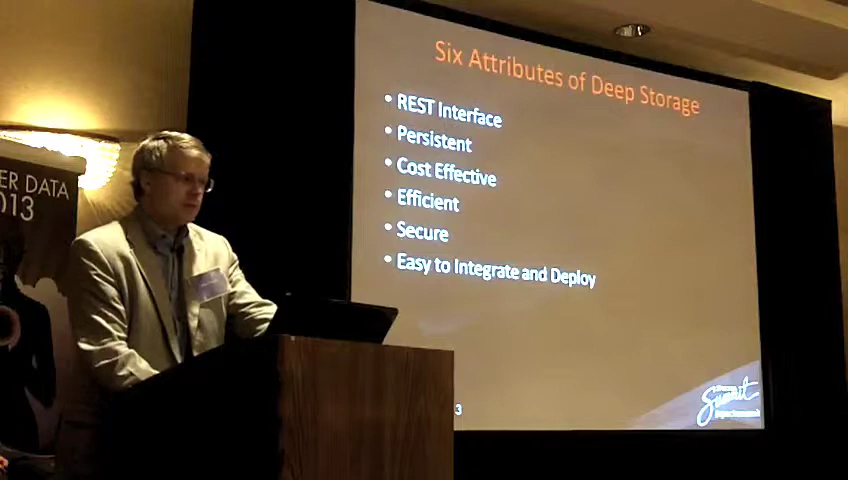 Six Attributes of Deep Storage
• REST Interface
• Persistent
• Cost Effective
• Efficient
• Secure
• Easy to Integrate and Deploy
3
Summit
ER DATA
013